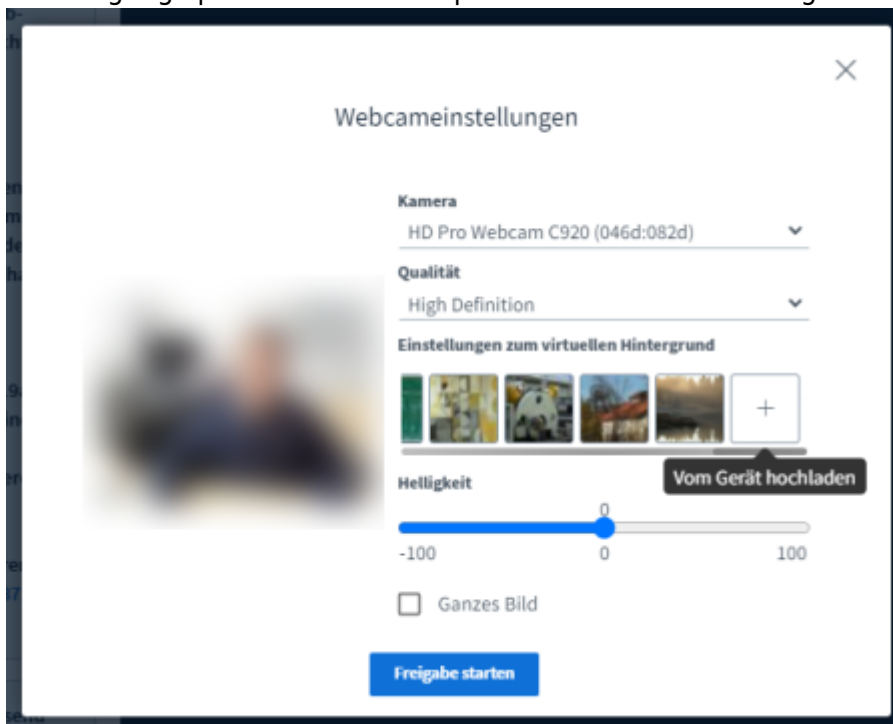 Webcameinstellungen
Kamera
HD Pro Webcam C920 (046d:082d)
Qualität
High Definition
Einstellungen zum virtuellen Hintergrund
+
Vom Gerät hochladen
Helligkeit
0
-100 0 100
Ganzes Bild
Freigabe starten